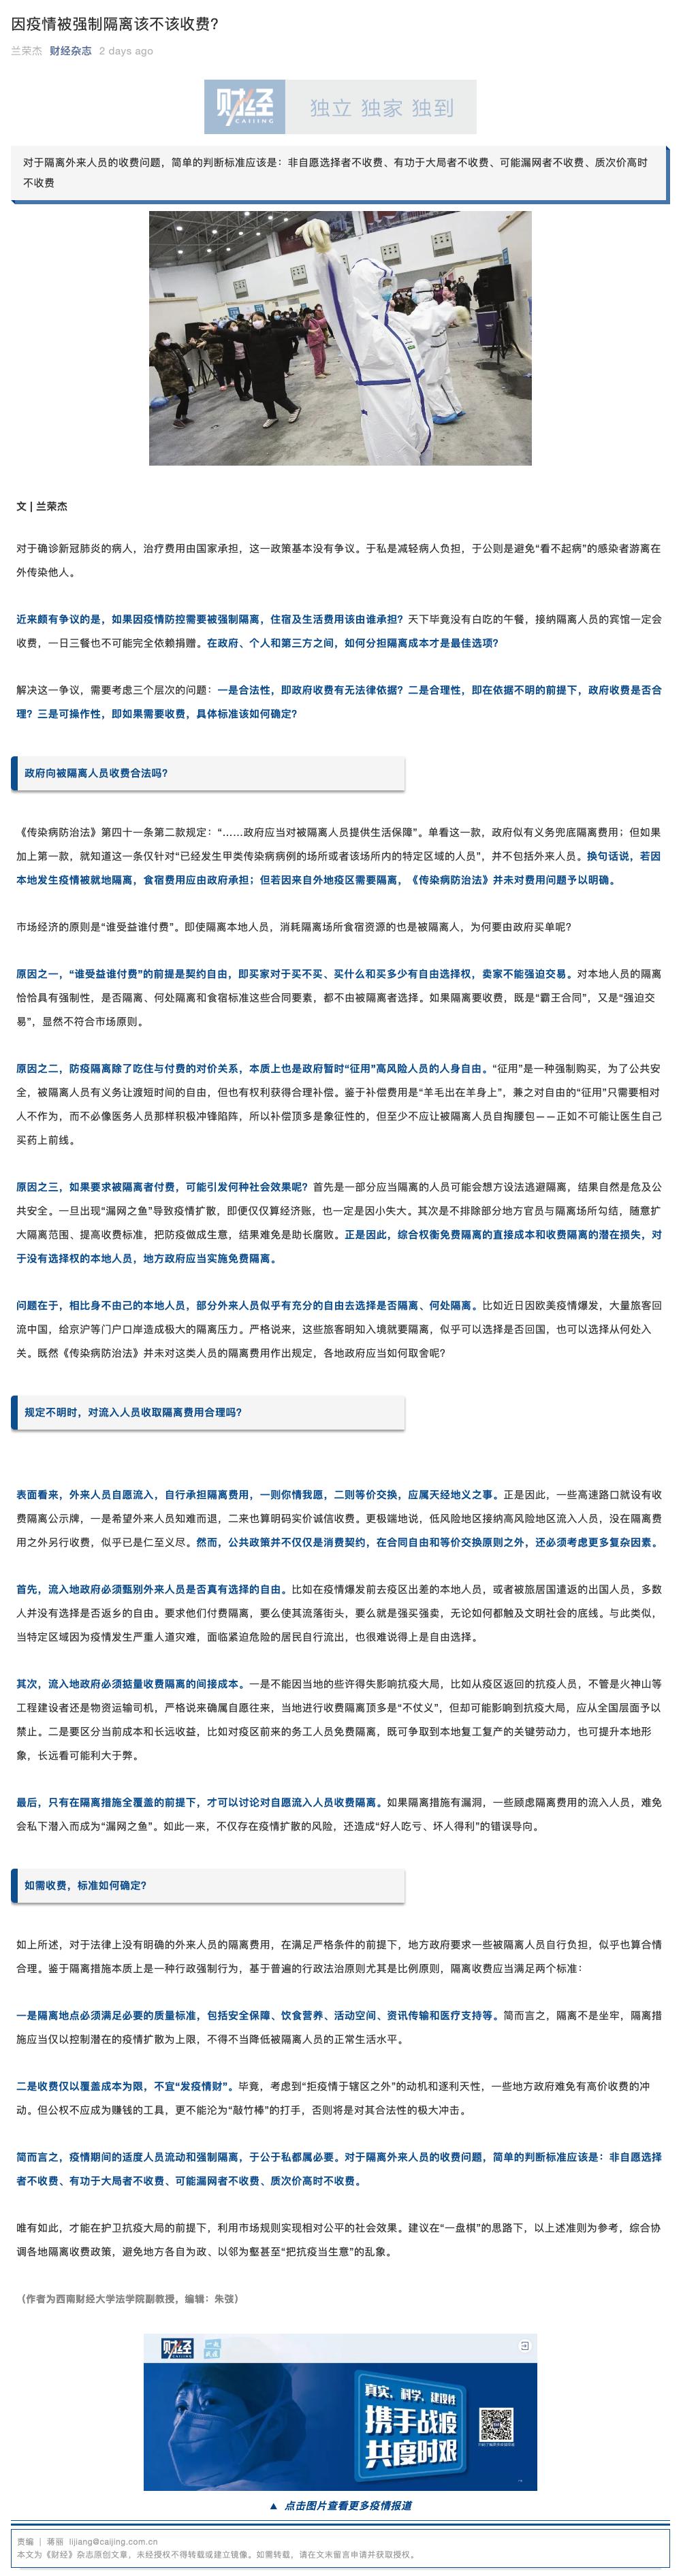 因疫情被强制隔离该不该收费？
兰荣杰 财经杂志 2 days ago
财经
CAIJING
独立 独家 独到
对于隔离外来人员的收费问题，简单的判断标准应该是：非自愿选择者不收费、有功于大局者不收费、可能漏网者不收费、质次价高时
不收费
文 | 兰荣杰
对于确诊新冠肺炎的病人，治疗费用由国家承担，这一政策基本没有争议。于私是减轻病人负担，于公则是避免“看不起病”的感染者游离在
外传染他人。
近来颇有争议的是，如果因疫情防控需要被强制隔离，住宿及生活费用该由谁承担？天下毕竟没有白吃的午餐，接纳隔离人员的宾馆一定会
收费，一日三餐也不可能完全依赖捐赠。在政府、个人和第三方之间，如何分担隔离成本才是最佳选项？
解决这一争议，需要考虑三个层次的问题：一是合法性，即政府收费有无法律依据？二是合理性，即在依据不明的前提下，政府收费是否合
理？三是可操作性，即如果需要收费，具体标准该如何确定？
政府向被隔离人员收费合法吗？
《传染病防治法》第四十一条第二款规定：“……政府应当对被隔离人员提供生活保障”。单看这一款，政府似有义务兜底隔离费用；但如果
加上第一款，就知道这一条仅针对“已经发生甲类传染病病例的场所或者该场所内的特定区域的人员”，并不包括外来人员。换句话说，若因
本地发生疫情被就地隔离，食宿费用应由政府承担；但若因来自外地疫区需要隔离，《传染病防治法》并未对费用问题予以明确。
市场经济的原则是“谁受益谁付费”。即使隔离本地人员，消耗隔离场所食宿资源的也是被隔离人，为何要由政府买单呢？
原因之一，“谁受益谁付费”的前提是契约自由，即买家对于买不买、买什么和买多少有自由选择权，卖家不能强迫交易。对本地人员的隔离
恰恰具有强制性，是否隔离、何处隔离和食宿标准这些合同要素，都不由被隔离者选择。如果隔离要收费，既是“霸王合同”，又是“强迫交
易”，显然不符合市场原则。
原因之二，防疫隔离除了吃住与付费的对价关系，本质上也是政府暂时“征用”高风险人员的人身自由。“征用”是一种强制购买，为了公共安
全，被隔离人员有义务让渡短时间的自由，但也有权利获得合理补偿。鉴于补偿费用是“羊毛出在羊身上”，兼之对自由的“征用”只需要相对
人不作为，而不必像医务人员那样积极冲锋陷阵，所以补偿顶多是象征性的，但至少不应让被隔离人员自掏腰包——正如不可能让医生自己
买药上前线。
原因之三，如果要求被隔离者付费，可能引发何种社会效果呢？首先是一部分应当隔离的人员可能会想方设法逃避隔离，结果自然是危及公
共安全。一旦出现“漏网之鱼”导致疫情扩散，即便仅仅算经济账，也一定是因小失大。其次是不排除部分地方官员与隔离场所勾结，随意扩
大隔离范围、提高收费标准，把防疫做成生意，结果难免是助长腐败。正是因此，综合权衡免费隔离的直接成本和收费隔离的潜在损失，对
于没有选择权的本地人员，地方政府应当实施免费隔离。
问题在于，相比身不由己的本地人员，部分外来人员似乎有充分的自由去选择是否隔离、何处隔离。比如近日因欧美疫情爆发，大量旅客回
流中国，给京沪等门户口岸造成极大的隔离压力。严格说来，这些旅客明知入境就要隔离，似乎可以选择是否回国，也可以选择从何处入
关。既然《传染病防治法》并未对这类人员的隔离费用作出规定，各地政府应当如何取舍呢？
规定不明时，对流入人员收取隔离费用合理吗？
表面看来，外来人员自愿流入，自行承担隔离费用，一则你情我愿，二则等价交换，应属天经地义之事。正是因此，一些高速路口就设有收
费隔离公示牌，一是希望外来人员知难而退，二来也算明码实价诚信收费。更极端地说，低风险地区接纳高风险地区流入人员，没在隔离费
用之外另行收费，似乎已是仁至义尽。然而，公共政策并不仅仅是消费契约，在合同自由和等价交换原则之外，还必须考虑更多复杂因素。
首先，流入地政府必须甄别外来人员是否真有选择的自由。比如在疫情爆发前去疫区出差的本地人员，或者被旅居国遣返的出国人员，多数
人并没有选择是否返乡的自由。要求他们付费隔离，要么使其流落街头，要么就是强买强卖，无论如何都触及文明社会的底线。与此类似，
当特定区域因为疫情发生严重人道灾难，面临紧迫危险的居民自行流出，也很难说得上是自由选择。
其次，流入地政府必须掂量收费隔离的间接成本。一是不能因当地的些许得失影响抗疫大局，比如从疫区返回的抗疫人员，不管是火神山等
工程建设者还是物资运输司机，严格说来确属自愿往来，当地进行收费隔离顶多是“不仗义”，但却可能影响到抗疫大局，应从全国层面予以
禁止。二是要区分当前成本和长远收益，比如对疫区前来的务工人员免费隔离，既可争取到本地复工复产的关键劳动力，也可提升本地形
象，长远看可能利大于弊。
最后，只有在隔离措施全覆盖的前提下，才可以讨论对自愿流入人员收费隔离。如果隔离措施有漏洞，一些顾虑隔离费用的流入人员，难免
会私下潜入而成为“漏网之鱼”。如此一来，不仅存在疫情扩散的风险，还造成“好人吃亏、坏人得利”的错误导向。
如需收费，标准如何确定？
如上所述，对于法律上没有明确的外来人员的隔离费用，在满足严格条件的前提下，地方政府要求一些被隔离人员自行负担，似乎也算合情
合理。鉴于隔离措施本质上是一种行政强制行为，基于普遍的行政法治原则尤其是比例原则，隔离收费应当满足两个标准：
一是隔离地点必须满足必要的质量标准，包括安全保障、饮食营养、活动空间、资讯传输和医疗支持等。简而言之，隔离不是坐牢，隔离措
施应当仅以控制潜在的疫情扩散为上限，不得不当降低被隔离人员的正常生活水平。
二是收费仅以覆盖成本为限，不宜“发疫情财”。毕竟，考虑到“拒疫情于辖区之外”的动机和逐利天性，一些地方政府难免有高价收费的冲
动。但公权不应成为赚钱的工具，更不能沦为“敲竹棒”的打手，否则将是对其合法性的极大冲击。
简而言之，疫情期间的适度人员流动和强制隔离，于公于私都属必要。对于隔离外来人员的收费问题，简单的判断标准应该是：非自愿选择
者不收费、有功于大局者不收费、可能漏网者不收费、质次价高时不收费。
唯有如此，才能在护卫抗疫大局的前提下，利用市场规则实现相对公平的社会效果。建议在“一盘棋”的思路下，以上述准则为参考，综合协
调各地隔离收费政策，避免地方各自为政、以邻为壑甚至“把抗疫当生意”的乱象。
（作者为西南财经大学法学院副教授，编辑：朱弢）
财经
CAIJING
真实、科学、建设性
携手战疫
共度时艰
▲ 点击图片查看更多疫情报道
责编 | 蒋丽 lijiang@caijing.com.cn
本文为《财经》杂志原创文章，未经授权不得转载或建立镜像。如需转载，请在文末留言申请并获取授权。